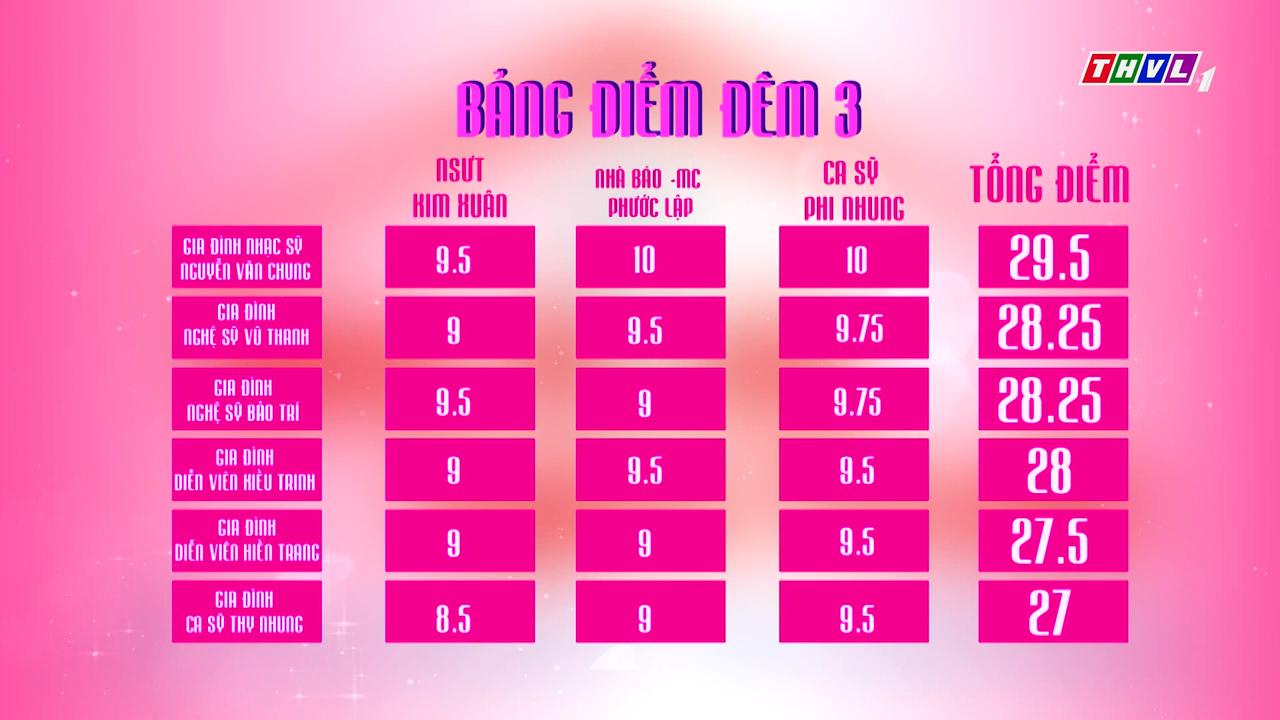 THVL1
BẢNG ĐIỂM ĐÊM 3
NSƯT
KIM XUÂN
NHÀ BÁO -MC
PHƯỚC LẬP
CA SỸ
PHI NHUNG
TỔNG ĐIỂM
GIA ĐÌNH NHẠC SỸ
NGUYỄN VĂN CHUNG
9.5
10
10
29.5
GIA ĐÌNH
NGHỆ SỸ VŨ THANH
9
9.5
9.75
28.25
GIA ĐÌNH
NGHỆ SỸ BẢO TRÍ
9.5
9
9.75
28.25
GIA ĐÌNH
DIỄN VIÊN KIỀU TRINH
9
9.5
9.5
28
GIA ĐÌNH
DIỄN VIÊN HIỀN TRANG
9
9
9.5
27.5
GIA ĐÌNH
CA SỸ THY NHUNG
8.5
9
9.5
27